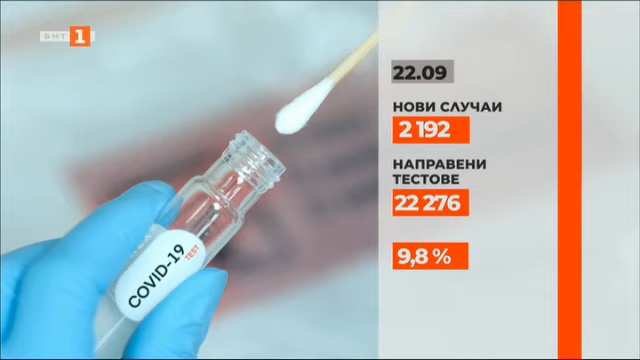 БНТ 1
22.09
НОВИ СЛУЧАИ
2 192
НАПРАВЕНИ
ТЕСТОВЕ
22 276
9,8 %
COVID-19
TEST